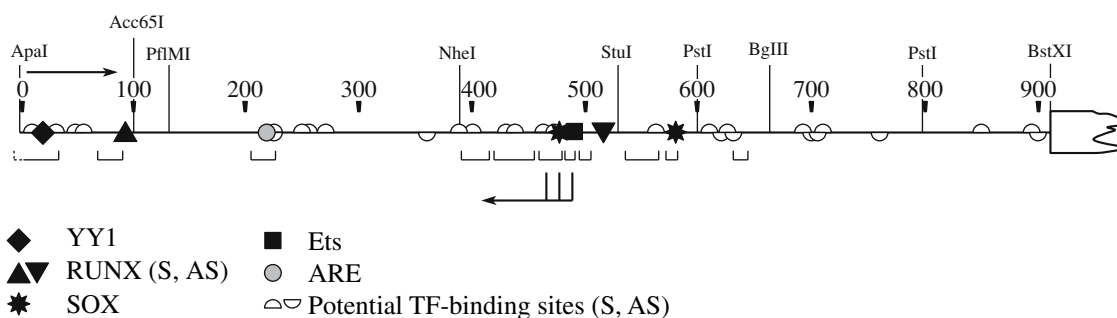 Acc65I
ApaI PflMI NheI StuI PstI BgIII PstI BstXI
0 100 200 300 400 500 600 700 800 900
YY1 Ets
RUNX (S, AS) ARE
SOX Potential TF-binding sites (S, AS)